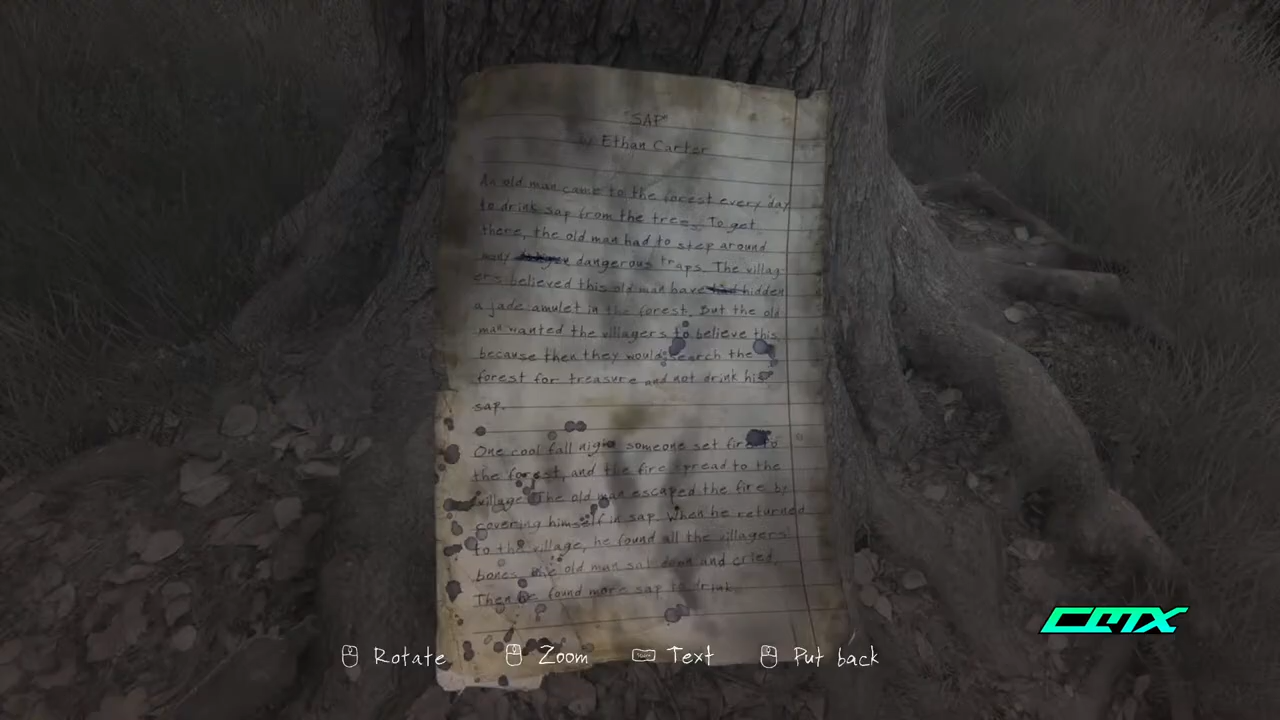 "SAP"
by Ethan Carter
An old man came to the forest every day
to drink sap from the trees. To get
there, the old man had to step around
many dangerous traps. The villag-
ers believed this old man have hidden
a jade amulet in the forest. But the old
man wanted the villagers to believe this,
because then they would search the
forest for treasure and not drink his
sap.
One cool fall night someone set fire to
the forest, and the fire spread to the
village. The old man escaped the fire by
covering himself in sap. When he returned
to the village, he found all the villagers'
bones. The old man sat down and cried.
Then he found more sap to drink.
Rotate Zoom Text Put back
CMX